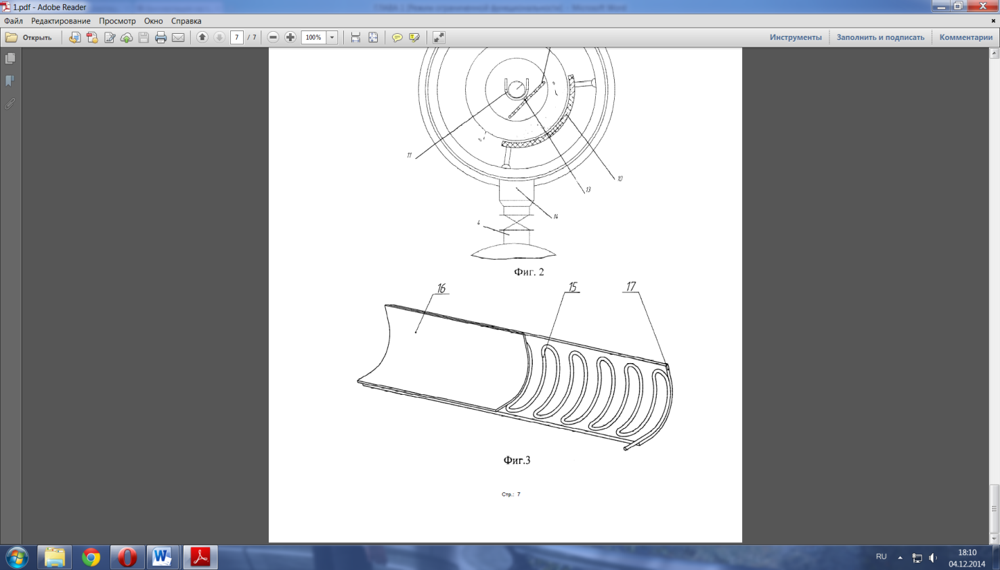 1.pdf - Adobe Reader
Файл Редактирование Просмотр Окно Справка
Открыть 7 / 7 100% Инструменты Заполнить и подписать Комментарии
11
10
13
14
4
Фиг. 2
16 15 17
Фиг.3
Стр.: 7
RU 18:10
04.12.2014